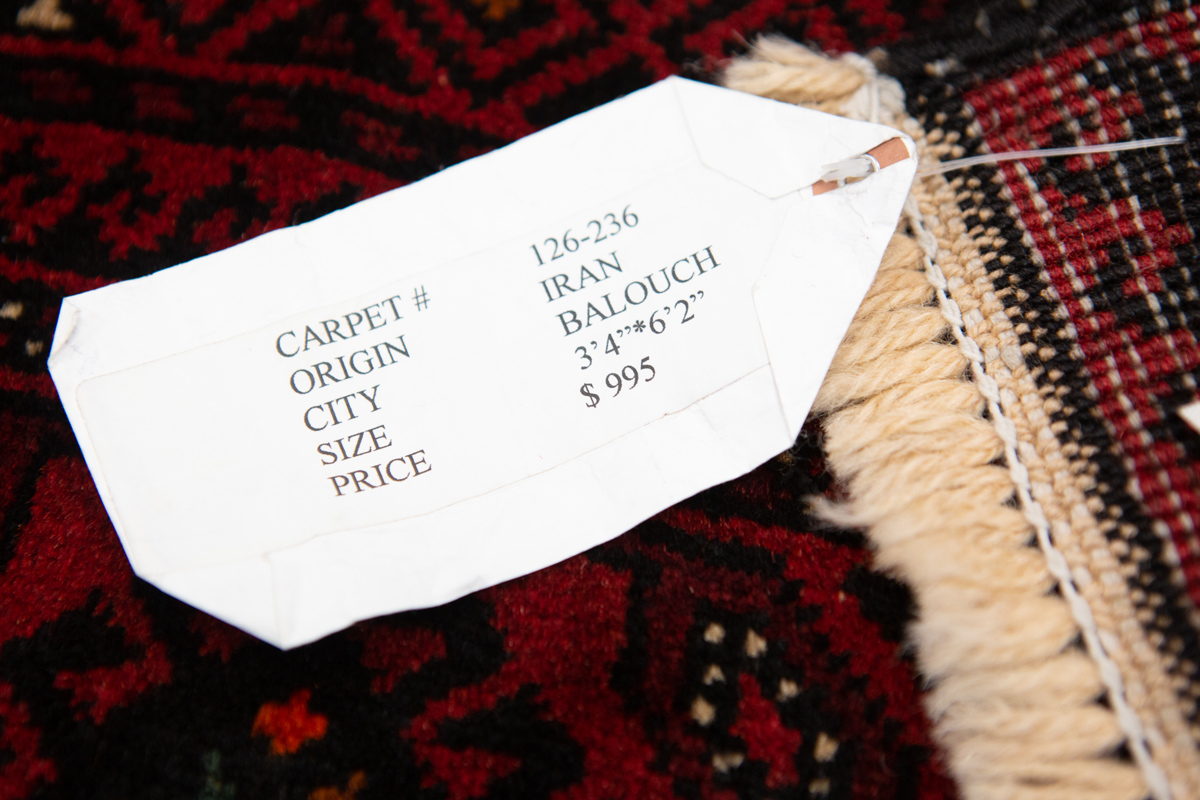 CARPET # 126-236
ORIGIN IRAN
CITY BALOUCH
SIZE 3’4”*6’2”
PRICE $ 995